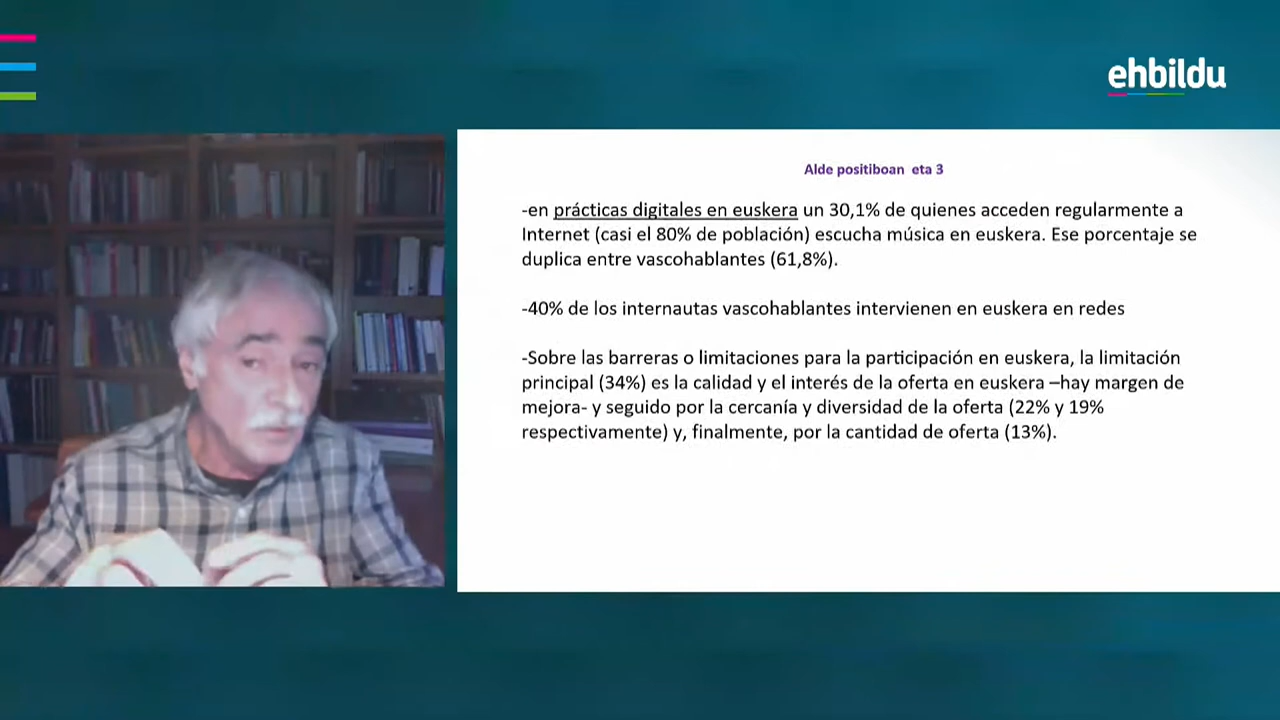 ehbildu
Alde positiboan eta 3
-en prácticas digitales en euskera un 30,1% de quienes acceden regularmente a
Internet (casi el 80% de población) escucha música en euskera. Ese porcentaje se
duplica entre vascohablantes (61,8%).
-40% de los internautas vascohablantes intervienen en euskera en redes
-Sobre las barreras o limitaciones para la participación en euskera, la limitación
principal (34%) es la calidad y el interés de la oferta en euskera –hay margen de
mejora- y seguido por la cercanía y diversidad de la oferta (22% y 19%
respectivamente) y, finalmente, por la cantidad de oferta (13%).